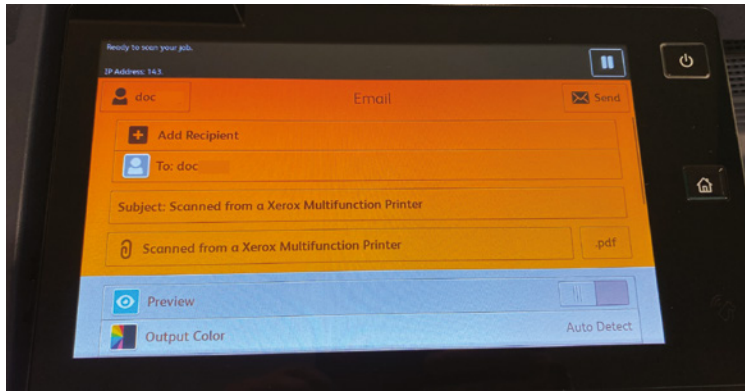 Ready to scan your job.
IP Address: 143.
doc
Email
Send
Add Recipient
To: doc
Subject: Scanned from a Xerox Multifunction Printer
Scanned from a Xerox Multifunction Printer
.pdf
Preview
Output Color
Auto Detect